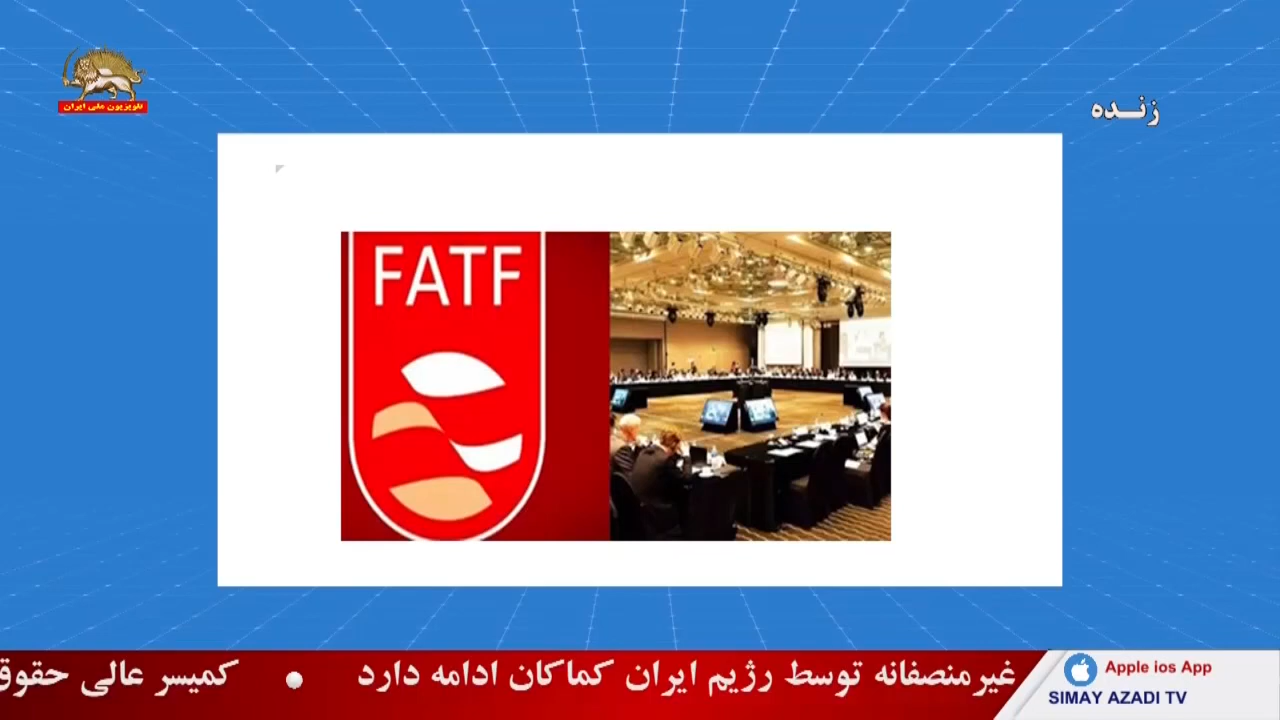 تلویزیون ملی ایران
زنده
FATF
غیرمنصفانه توسط رژیم ایران کماکان ادامه دارد
کمیسر عالی حقوق
Apple ios App
SIMAY AZADI TV